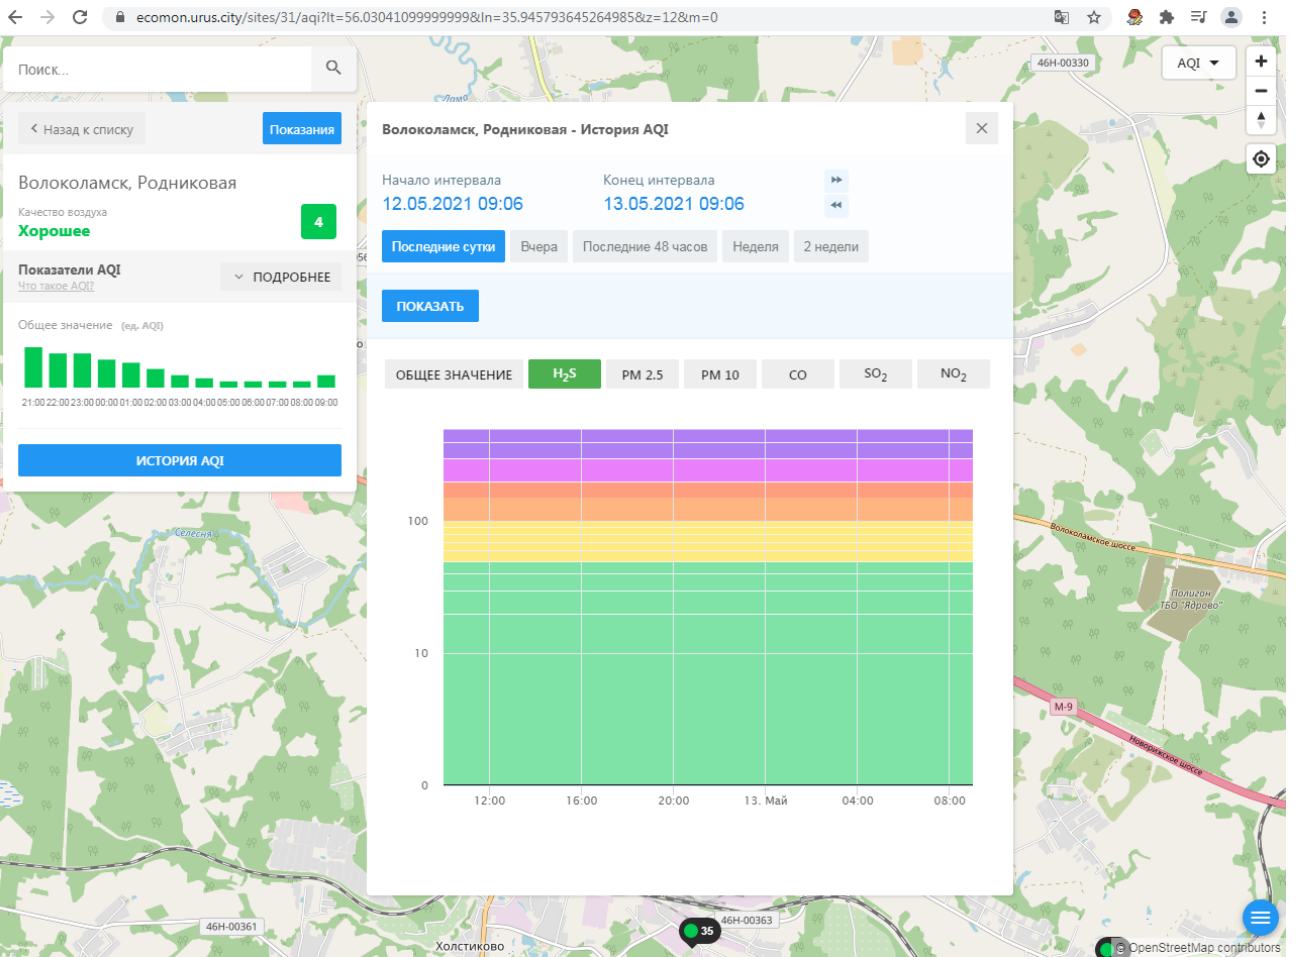 ecomon.urus.city/sites/31/aqi?lt=56.03041099999999&ln=35.945793645264985&z=12&m=0
Поиск...
46Н-00330
AQI
Лама
Назад к списку
Показания
Волоколамск, Родниковая - История AQI
Волоколамск, Родниковая
Качество воздуха
Хорошее
4
Начало интервала
Конец интервала
12.05.2021 09:06
13.05.2021 09:06
Последние сутки
Вчера
Последние 48 часов
Неделя
2 недели
Показатели AQI
Что такое AQI?
ПОДРОБНЕЕ
ПОКАЗАТЬ
Общее значение (ед. AQI)
21:00 22:00 23:00 00:00 01:00 02:00 03:00 04:00 05:00 06:00 07:00 08:00 09:00
ИСТОРИЯ AQI
ОБЩЕЕ ЗНАЧЕНИЕ
H2S
PM 2.5
PM 10
CO
SO2
NO2
100
10
0
12:00
16:00
20:00
13. Май
04:00
08:00
Селесня
Волоколамское шоссе
Полигон
ТБО "Ядрово"
М-9
Новорижское шоссе
46Н-00361
46Н-00363
35
Холстиково
© OpenStreetMap contributors